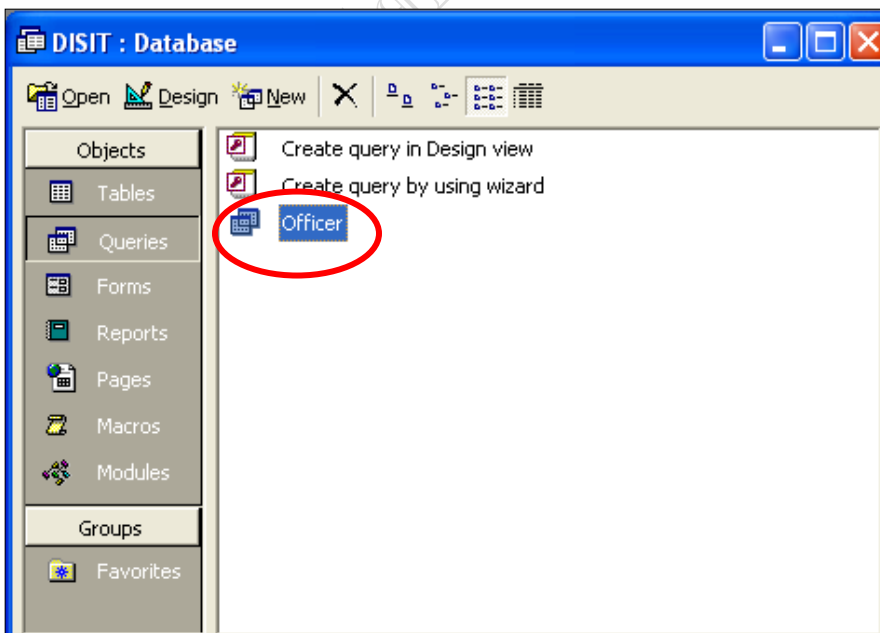 DISIT : Database
Open Design New
Objects
Create query in Design view
Tables
Create query by using wizard
Officer
Queries
Forms
Reports
Pages
Macros
Modules
Groups
Favorites